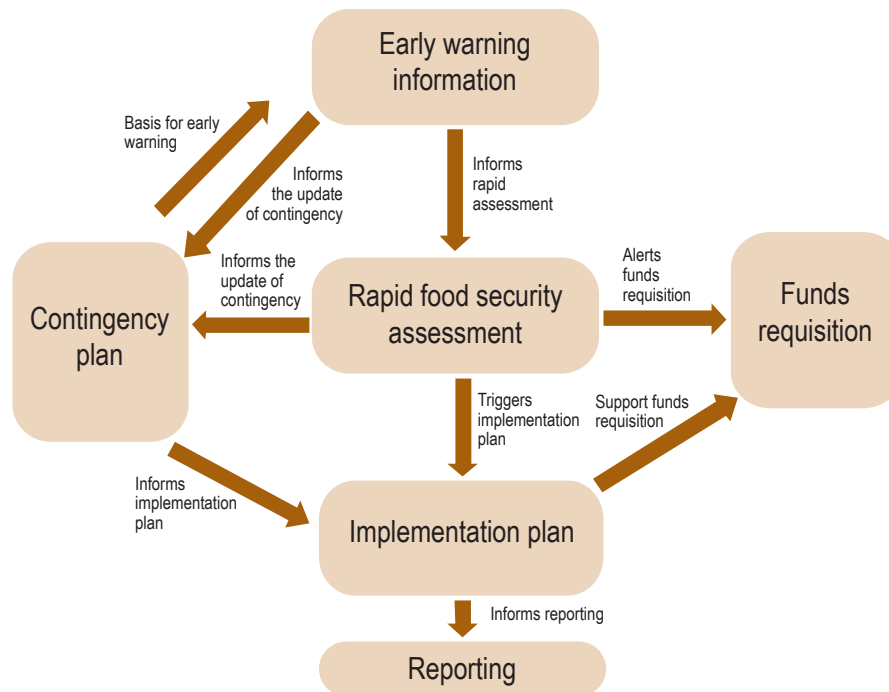 Early warning
information
Basis for early
warning
Informs
the update
of contingency
Informs
rapid
assessment
Contingency
plan
Informs the
update of
contingency
Rapid food security
assessment
Alerts
funds
requisition
Funds
requisition
Triggers
implementation
plan
Support funds
requisition
Informs
implementation
plan
Implementation plan
Informs reporting
Reporting